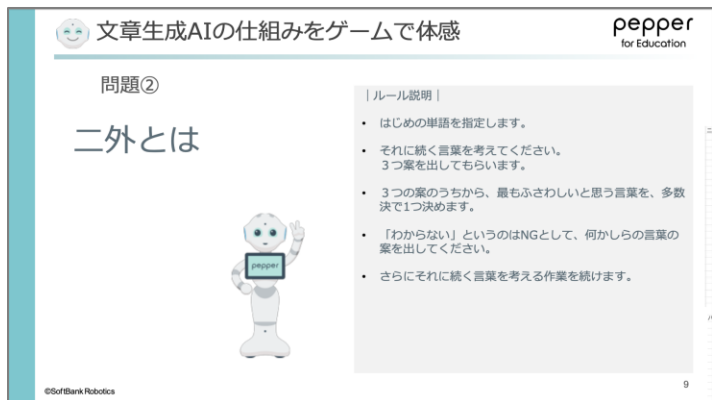 文章生成AIの仕組みをゲームで体感
pepper
for Education
問題②
二外とは
｜ルール説明｜
• はじめの単語を指定します。
• それに続く言葉を考えてください。
３つ案を出してもらいます。
• ３つの案のうちから、最もふさわしいと思う言葉を、多数
決で1つ決めます。
• 「わからない」というのはNGとして、何かしらの言葉の
案を出してください。
• さらにそれに続く言葉を考える作業を続けます。
pepper
©SoftBank Robotics
9